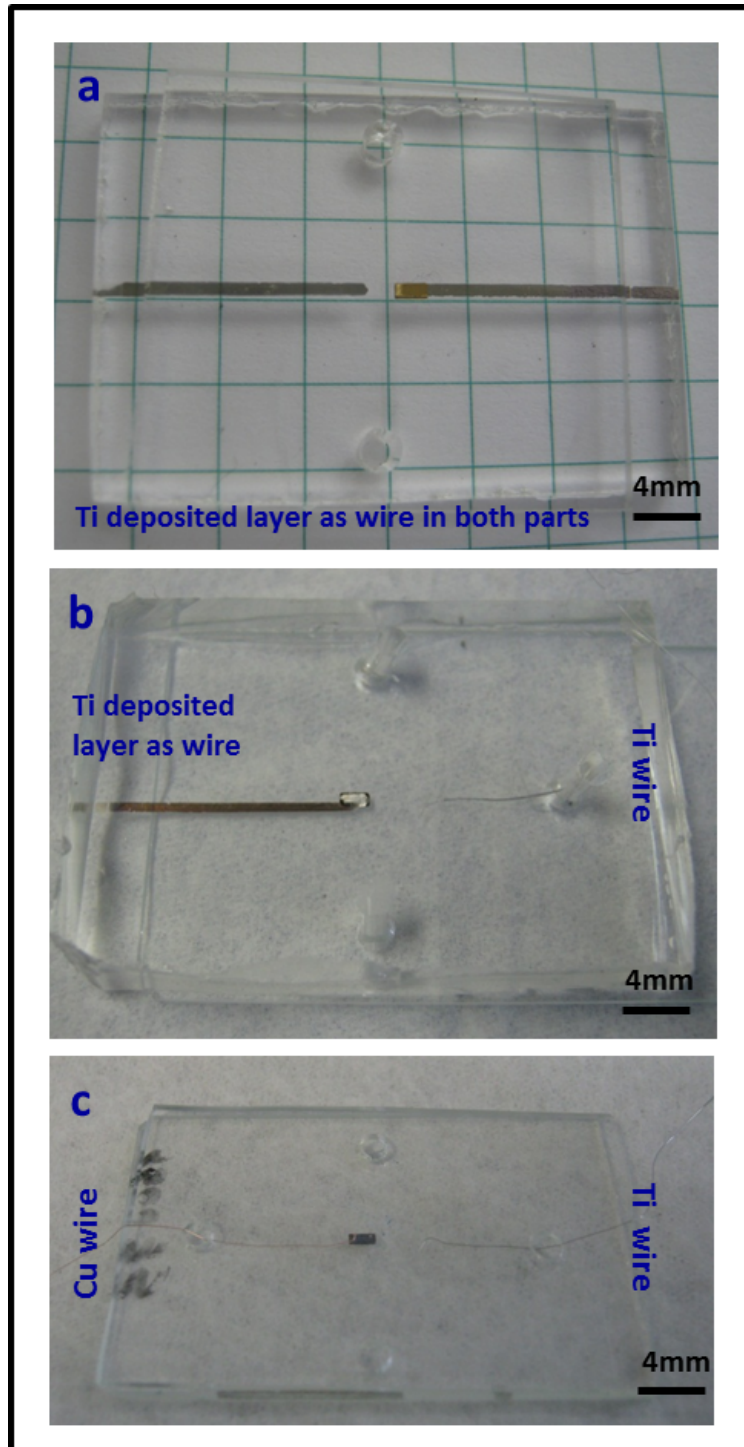 a
Ti deposited layer as wire in both parts
4mm
b
Ti deposited
layer as wire
Ti wire
4mm
c
Cu wire
Ti wire
4mm